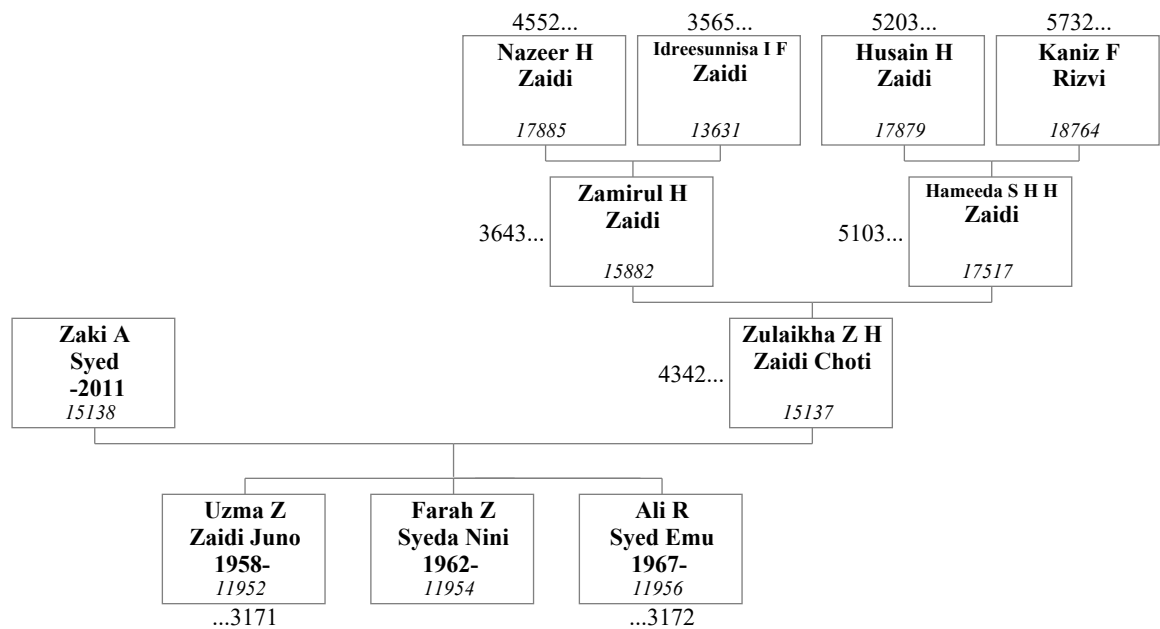 4552...
3565...
5203...
5732...
Nazeer H
Zaidi
17885
Idreesunnisa I F
Zaidi
13631
Husain H
Zaidi
17879
Kaniz F
Rizvi
18764
3643...
Zamirul H
Zaidi
15882
5103...
Hameeda S H H
Zaidi
17517
Zaki A
Syed
-2011
15138
4342...
Zulaikha Z H
Zaidi Choti
15137
Uzma Z
Zaidi Juno
1958-
11952
Farah Z
Syeda Nini
1962-
11954
Ali R
Syed Emu
1967-
11956
...3171
...3172